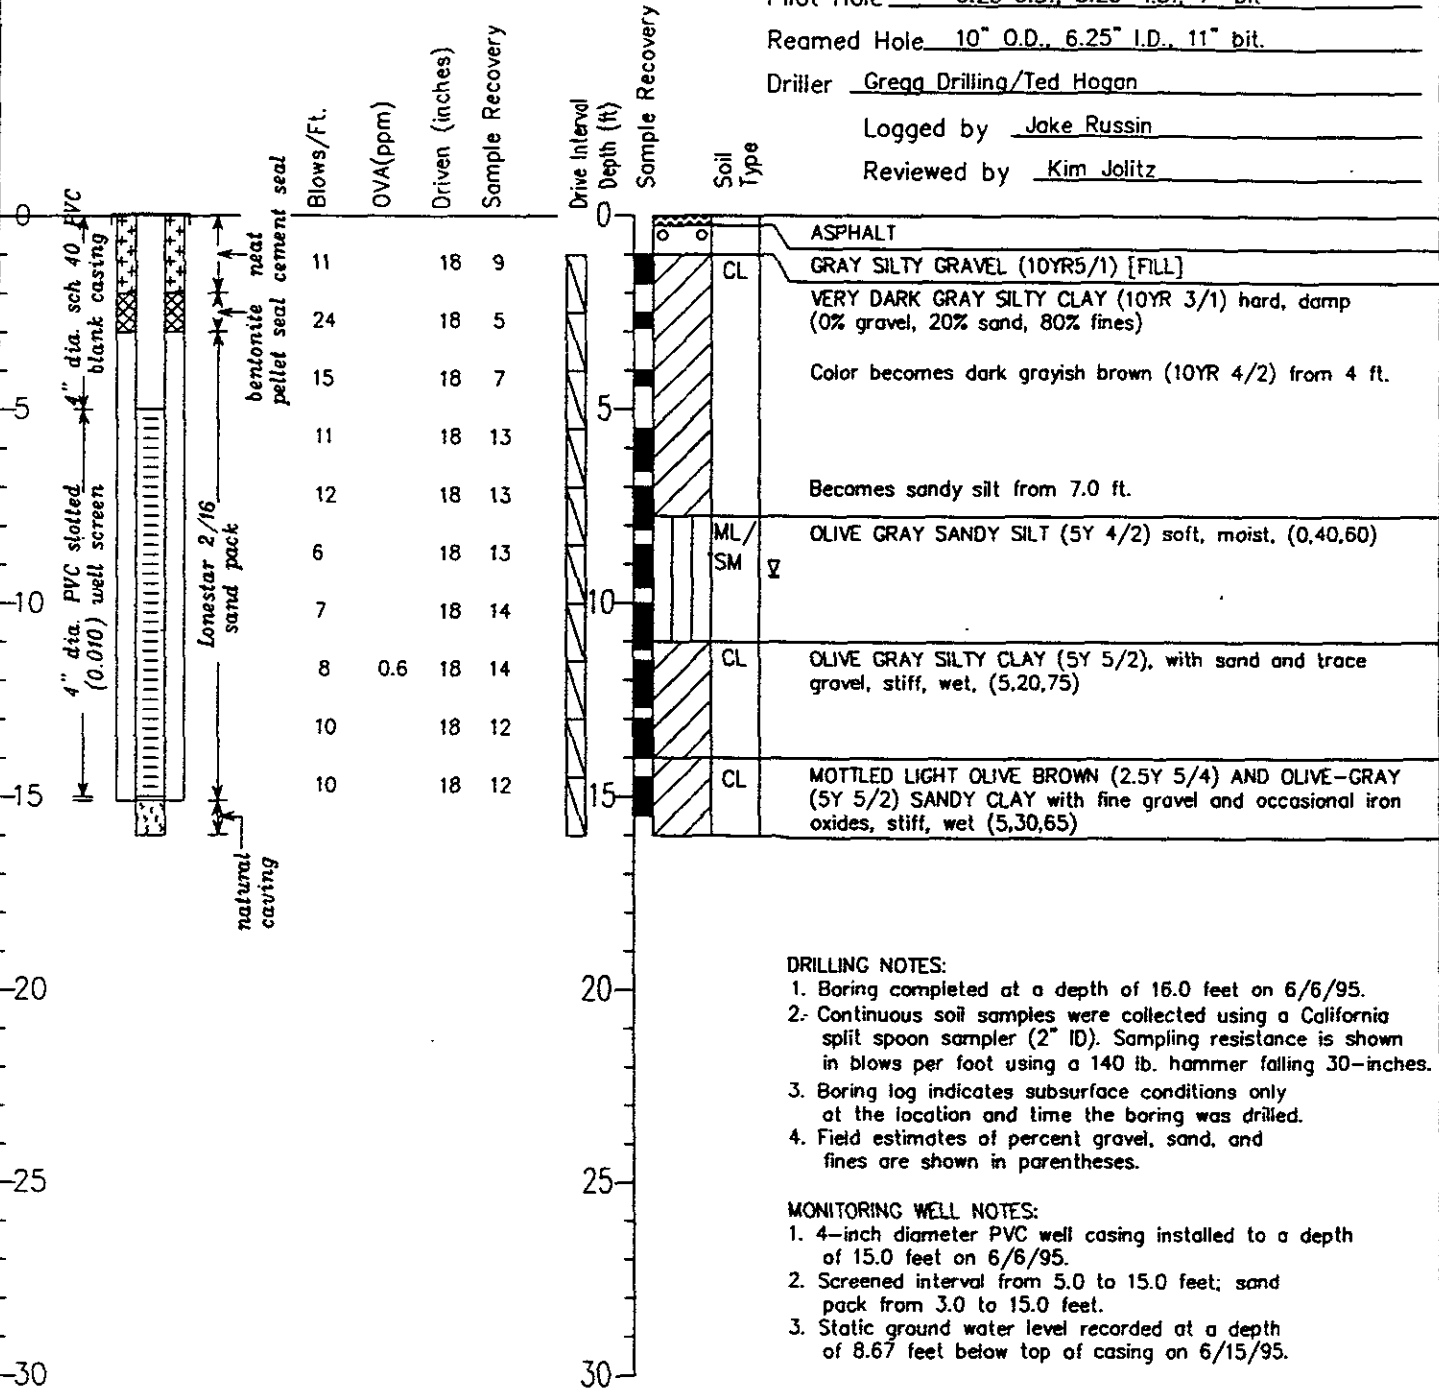 Pilot Hole
Reamed Hole 10" O.D., 6.25" I.D., 11" bit.
Driller Gregg Drilling/Ted Hogan
Logged by Jake Russin
Reviewed by Kim Jolitz
4" dia. sch 40 PVC
blank casing
4" dia. PVC slotted
(0.010) well screen
neat
cement seal
bentonite
pellet seal
Lonestar 2/16
sand pack
natural
caving
Blows/Ft.
OVA(ppm)
Driven (inches)
Sample Recovery
Drive Interval
Depth (ft)
Sample Recovery
Soil
Type
0 0
ASPHALT
11 18 9 CL GRAY SILTY GRAVEL (10YR5/1) [FILL]
VERY DARK GRAY SILTY CLAY (10YR 3/1) hard, damp
24 18 5 (0% gravel, 20% sand, 80% fines)
15 18 7 Color becomes dark grayish brown (10YR 4/2) from 4 ft.
5 5
11 18 13
12 18 13 Becomes sandy silt from 7.0 ft.
ML/ OLIVE GRAY SANDY SILT (5Y 4/2) soft, moist, (0,40,60)
6 18 13 SM
10 7 18 14 10
8 0.6 18 14 CL OLIVE GRAY SILTY CLAY (5Y 5/2), with sand and trace
gravel, stiff, wet, (5,20,75)
10 18 12
10 18 12 CL MOTTLED LIGHT OLIVE BROWN (2.5Y 5/4) AND OLIVE-GRAY
15 15 (5Y 5/2) SANDY CLAY with fine gravel and occasional iron
oxides, stiff, wet (5,30,65)
DRILLING NOTES:
20 20 1. Boring completed at a depth of 16.0 feet on 6/6/95.
2. Continuous soil samples were collected using a California
split spoon sampler (2" ID). Sampling resistance is shown
in blows per foot using a 140 lb. hammer falling 30-inches.
3. Boring log indicates subsurface conditions only
at the location and time the boring was drilled.
4. Field estimates of percent gravel, sand, and
fines are shown in parentheses.
25 25
MONITORING WELL NOTES:
1. 4-inch diameter PVC well casing installed to a depth
of 15.0 feet on 6/6/95.
2. Screened interval from 5.0 to 15.0 feet; sand
pack from 3.0 to 15.0 feet.
3. Static ground water level recorded at a depth
of 8.67 feet below top of casing on 6/15/95.
30 30